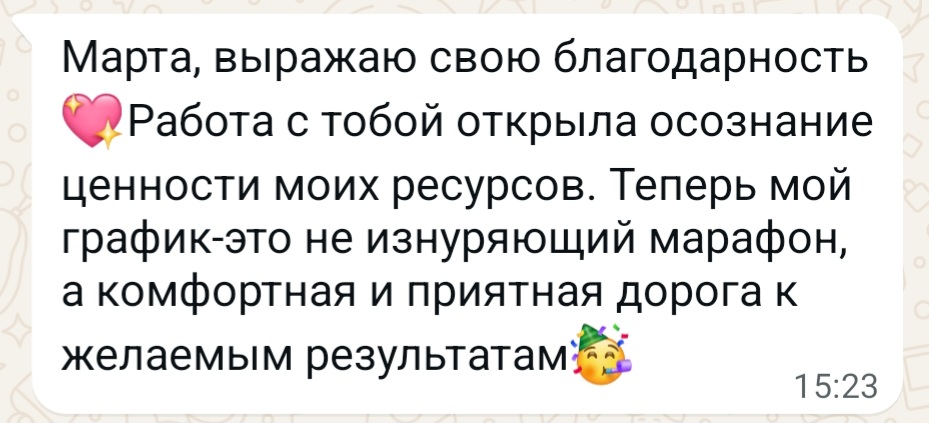 Марта, выражаю свою благодарность
💖Работа с тобой открыла осознание
ценности моих ресурсов. Теперь мой
график-это не изнуряющий марафон,
а комфортная и приятная дорога к
желаемым результатам🥳
15:23